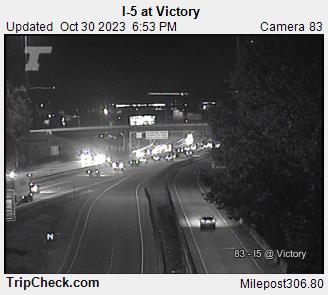 I-5 at Victory
Updated Oct 30 2023 6:53 PM Camera 83
N
83 - I5 @ Victory
TripCheck.com Milepost306.80